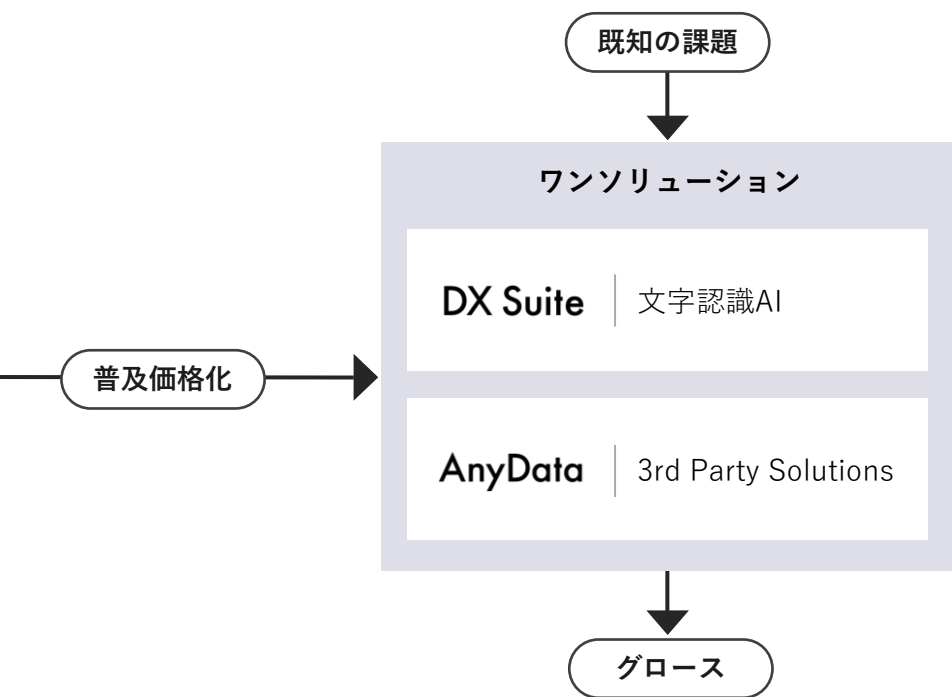 既知の課題
ワンソリューション
DX Suite 文字認識AI
普及価格化
AnyData 3rd Party Solutions
グロース